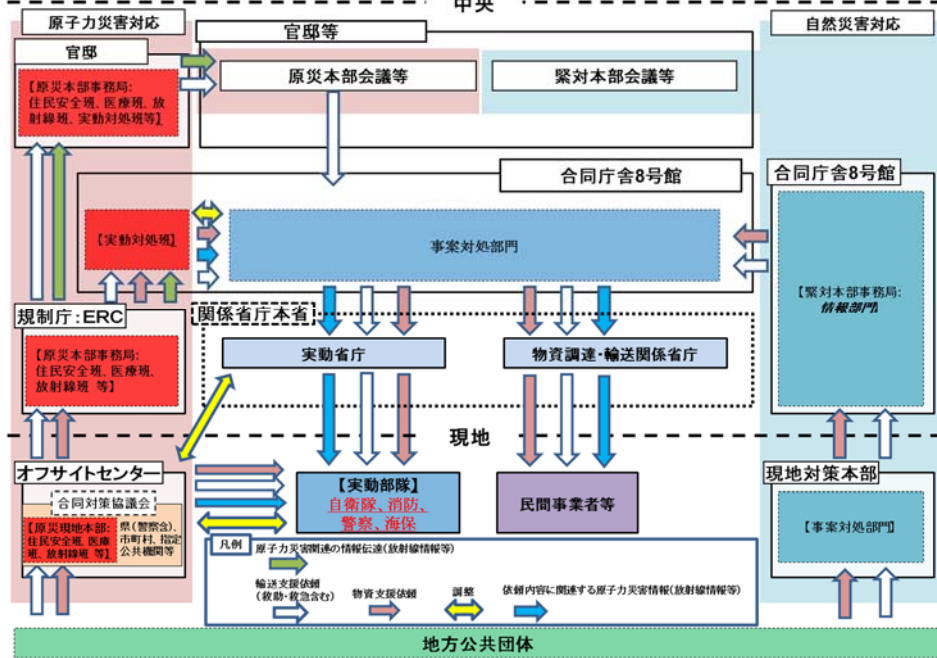 中央
原子力災害対応
自然災害対応
官邸
官邸等
【原災本部事務局:
住民安全班、医療班、放
射線班、実動対処班等】
原災本部会議等
緊対本部会議等
合同庁舎8号館
合同庁舎8号館
【実動対処班】
事案対処部門
【緊対本部事務局:
情報部門】
規制庁:ERC
関係省庁本省
【原災本部事務局:
住民安全班、医療班、
放射線班 等】
実動省庁
物資調達・輸送関係省庁
現地
オフサイトセンター
合同対策協議会
【原災現地本部:
住民安全班、医療
班、放射線班 等】
県(警察含)、
市町村、指定
公共機関等
【実動部隊】
自衛隊、消防、
警察、海保
民間事業者等
現地対策本部
【事案対処部門】
凡例
原子力災害関連の情報伝達(放射線情報等)
輸送支援依頼
(救助・救急含む)
物資支援依頼
調整
依頼内容に関連する原子力災害情報(放射線情報等)
地方公共団体